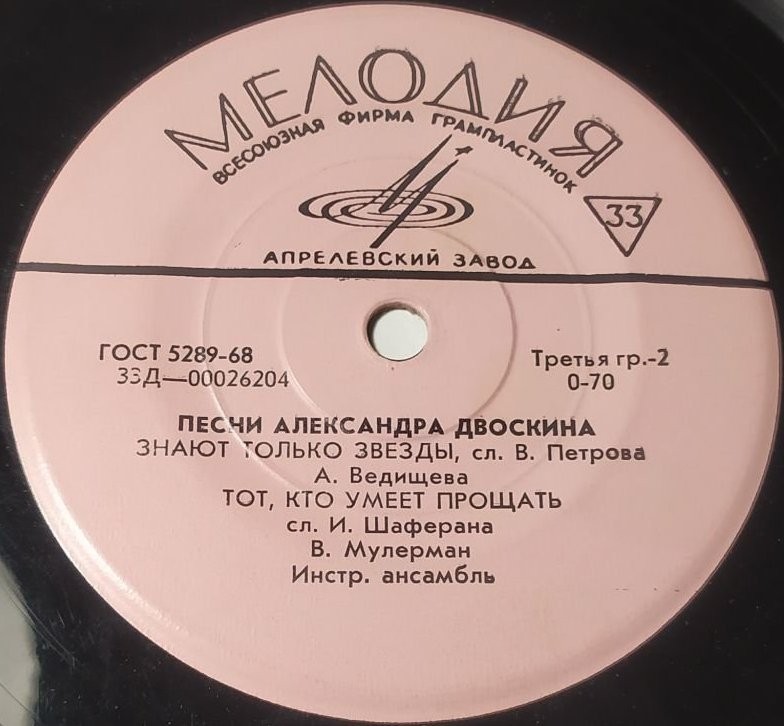 МЕЛОДИЯ
ВСЕСОЮЗНАЯ ФИРМА ГРАМПЛАСТИНОК
33
АПРЕЛЕВСКИЙ ЗАВОД
ГОСТ 5289-68
Третья гр.-2
33Д—00026204
0-70
ПЕСНИ АЛЕКСАНДРА ДВОСКИНА
ЗНАЮТ ТОЛЬКО ЗВЕЗДЫ, сл. В. Петрова
А. Ведищева
ТОТ, КТО УМЕЕТ ПРОЩАТЬ
сл. И. Шаферана
В. Мулерман
Инстр. ансамбль